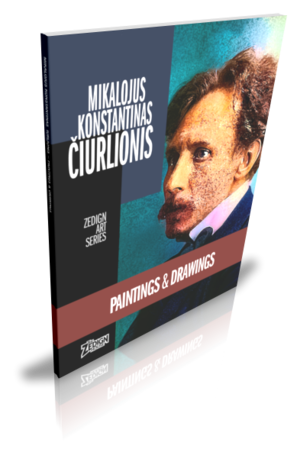 MIKALOJUS
KONSTANTINAS
ČIURLIONIS
ZEDIGN
ART
SERIES
PAINTINGS & DRAWINGS
ZEDIGN